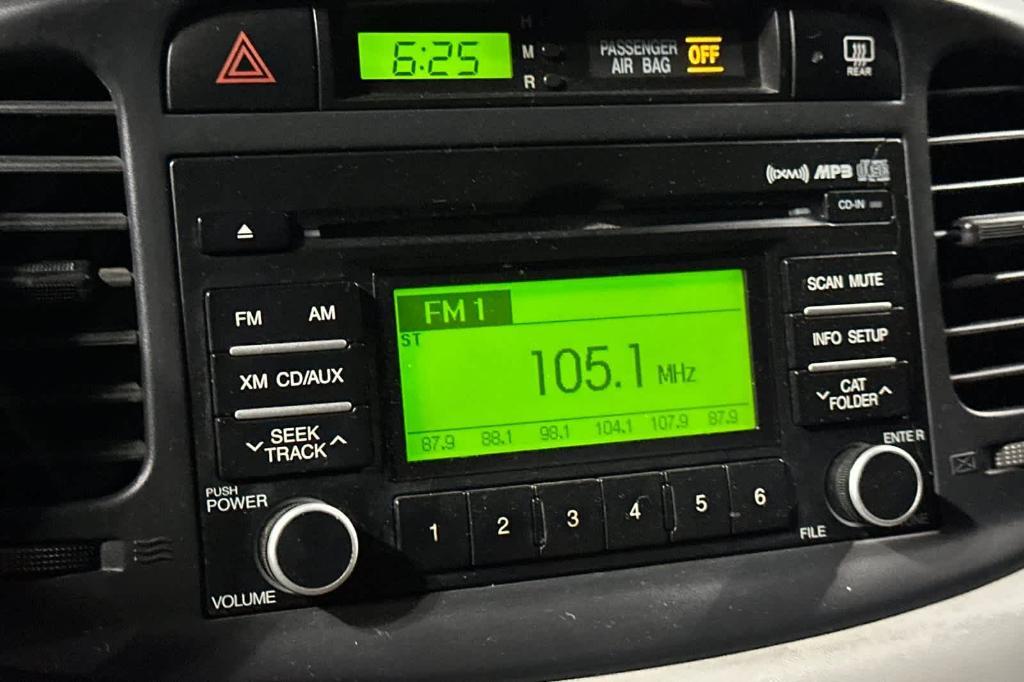 H
6:25
M
R
PASSENGER
AIR BAG
OFF
REAR
((XM)) MP3
CD-IN
FM 1
ST
105.1 MHz
87.9 88.1 98.1 104.1 107.9 87.9
FM AM
XM CD/AUX
SEEK
TRACK
SCAN MUTE
INFO SETUP
CAT
FOLDER
PUSH
POWER
VOLUME
1 2 3 4 5 6
ENTER
FILE